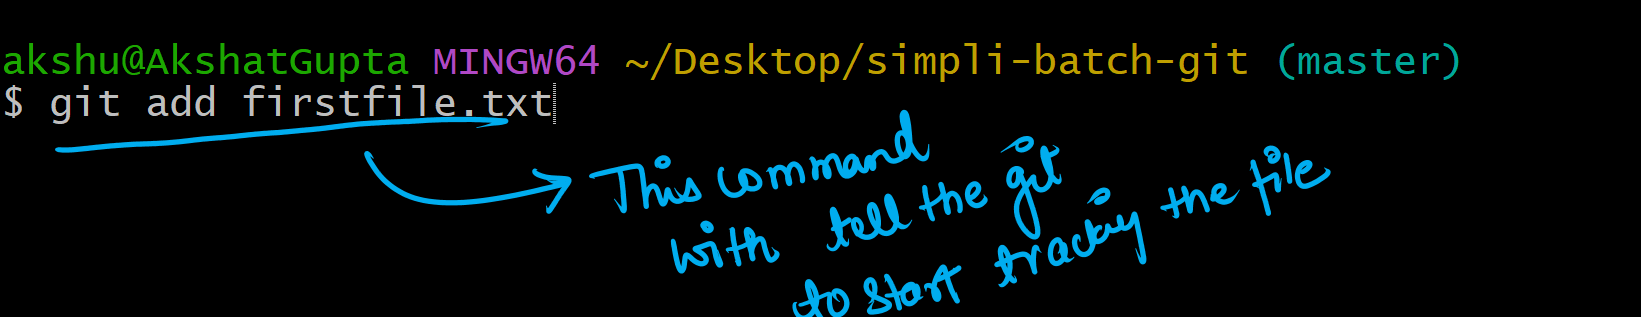 akshu@AkshatGupta MINGW64 ~/Desktop/simpli-batch-git (master)
$ git add firstfile.txt
This command
with tell the git
to start tracking the file